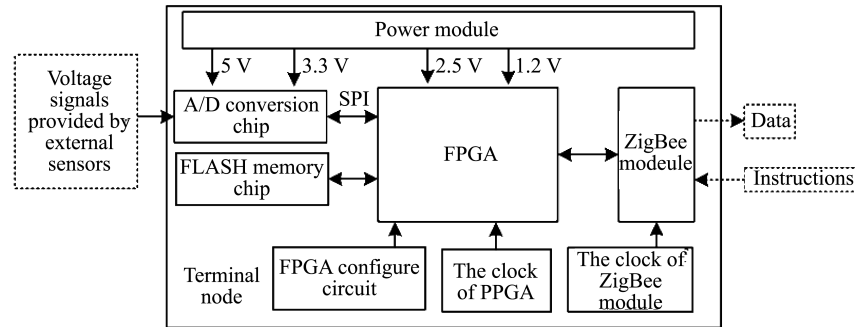 Power module
5 V
3.3 V
2.5 V
1.2 V
Voltage
signals
provided by
external
sensors
A/D conversion
chip
SPI
FPGA
ZigBee
modeule
Data
Instructions
FLASH memory
chip
Terminal
node
FPGA configure
circuit
The clock
of PPGA
The clock of
ZigBee
module